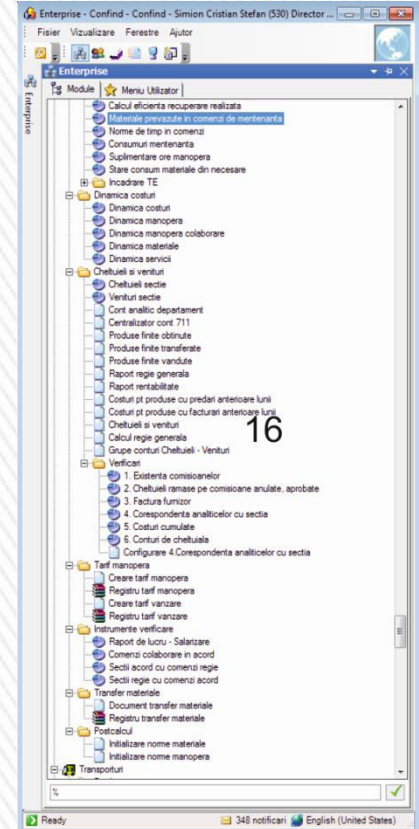 Enterprise - Confind - Confind - Simion Cristian Stefan (530) Director ...
Fisier Vizualizare Ferestre Ajutor
Enterprise
Enterprise
Module Meniu Utilizator
Calcul eficienta recuperare realizata
Materiale prevazute in comenzi de mentenanta
Norme de timp in comenzi
Consumuri mentenanta
Suplimentare ore manopera
Stare consum materiale din necesare
Incadrare TE
Dinamica costuri
Dinamica costuri
Dinamica manopera
Dinamica manopera colaborare
Dinamica materiale
Dinamica servicii
Cheltuieli si venituri
Cheltuieli sectie
Venituri sectie
Cont analitic departament
Centralizator cont 711
Produse finite obtinute
Produse finite transferate
Produse finite vandute
Raport regie generala
Raport rentabilitate
Costuri pt produse cu predari anterioare lunii
Costuri pt produse cu facturari anterioare lunii
Cheltuieli si venituri
16
Calcul regie generala
Grupe conturi Cheltuieli - Venituri
Verificari
1. Existenta comisioanelor
2. Cheltuieli ramase pe comisioane anulate, aprobate
3. Factura furnizor
4. Corespondenta analiticelor cu sectia
5. Costuri cumulate
6. Conturi de cheltuiala
Configurare 4.Corespondenta analiticelor cu sectia
Tarif manopera
Creare tarif manopera
Registru tarif manopera
Creare tarif vanzare
Registru tarif vanzare
Instrumente verificare
Raport de lucru - Salarizare
Comenzi colaborare in acord
Sectii acord cu comenzi regie
Sectii regie cu comenzi acord
Transfer materiale
Document transfer materiale
Registru transfer materiale
Postcalcul
Initializare norme materiale
Initializare norme manopera
Transporturi
%
Ready 348 notificari English (United States)